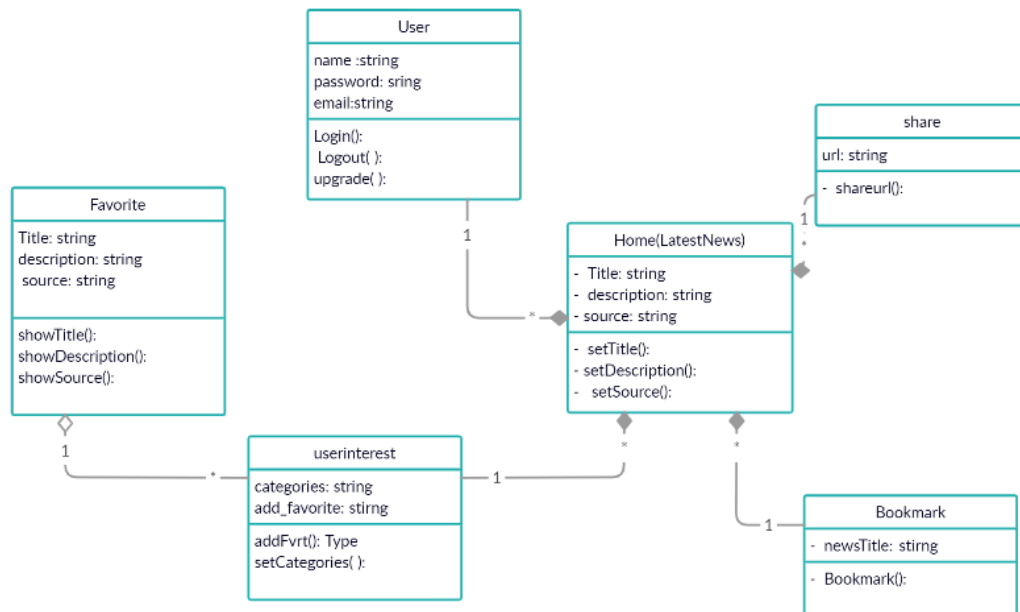 User
name :string
password: sring
email:string
Login():
Logout( ):
upgrade( ):
share
url: string
- shareurl():
Favorite
Title: string
description: string
source: string
showTitle():
showDescription():
showSource():
Home(LatestNews)
- Title: string
- description: string
- source: string
- setTitle():
- setDescription():
- setSource():
1
*
1
*
1
*
userinterest
categories: string
add_favorite: stirng
addFvrt(): Type
setCategories( ):
1
*
*
1
Bookmark
- newsTitle: stirng
- Bookmark():